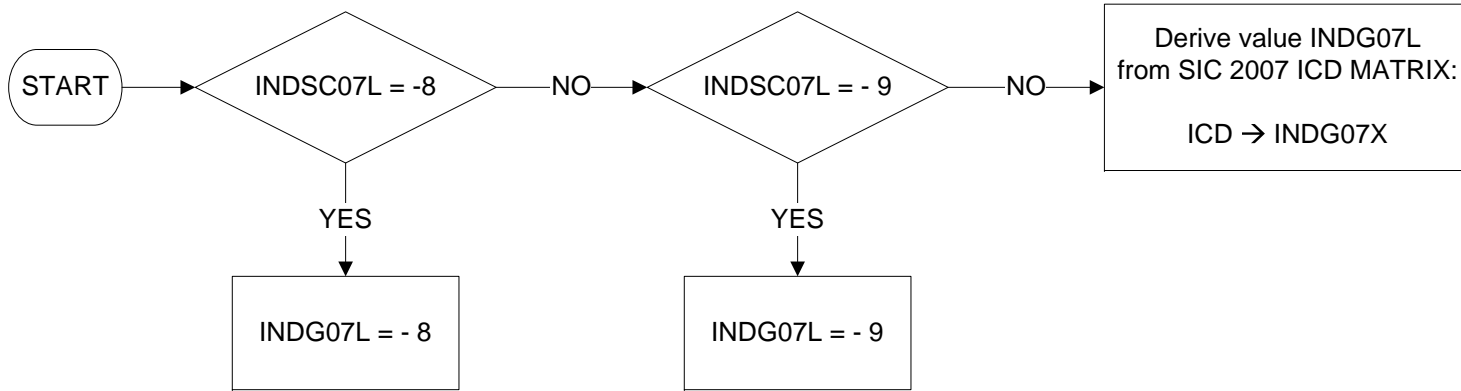 START
INDSC07L = -8
NO
INDSC07L = - 9
NO
Derive value INDG07L
from SIC 2007 ICD MATRIX:
ICD → INDG07X
YES
YES
INDG07L = - 8
INDG07L = - 9